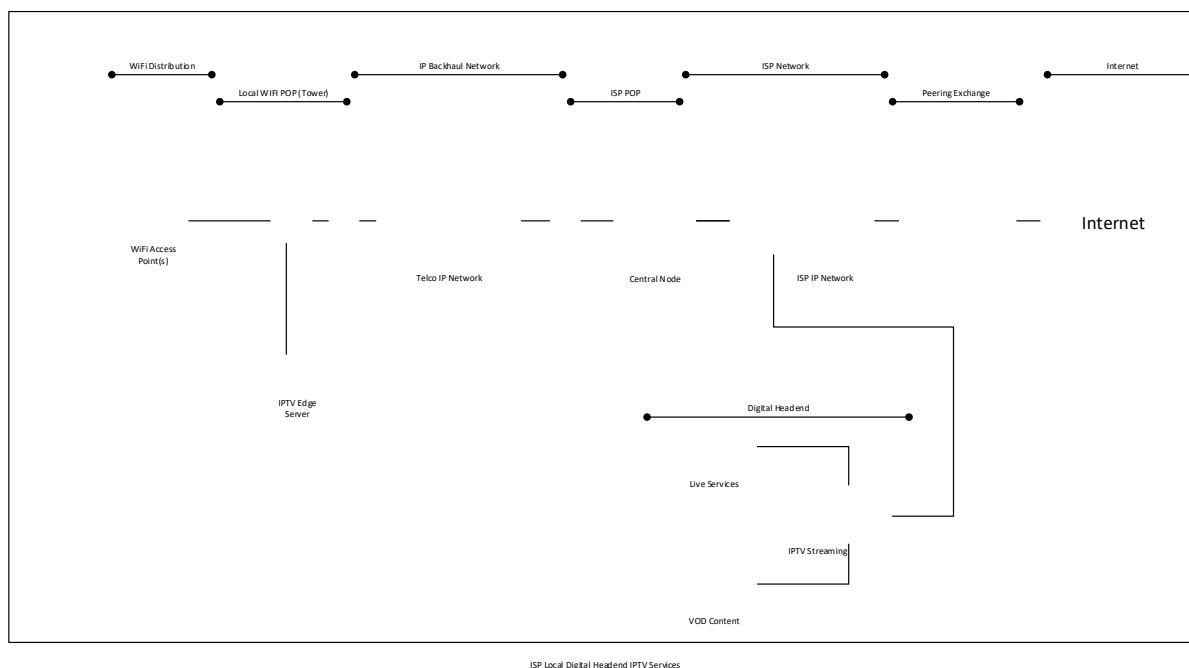 WiFi Distribution
IP Backhaul Network
ISP Network
Internet
Local WIFI POP (Tower)
ISP POP
Peering Exchange
Internet
WiFi Access
Point(s)
Telco IP Network
Central Node
ISP IP Network
IPTV Edge
Server
Digital Headend
Live Services
IPTV Streaming
VOD Content
ISP Local Digital Headend IPTV Services